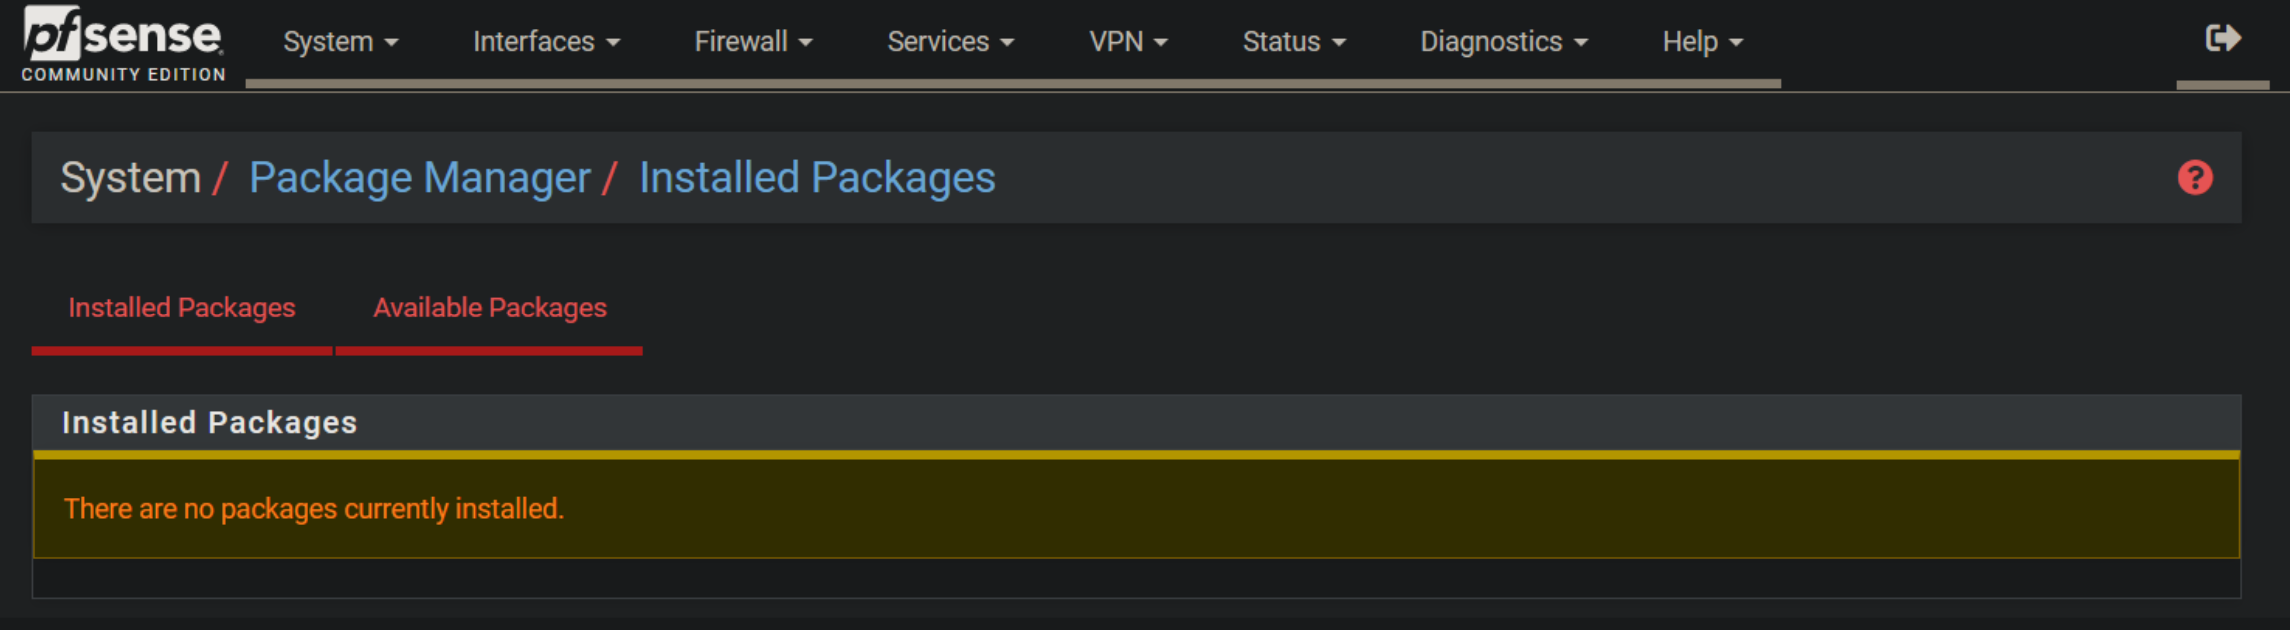 pfsense
COMMUNITY EDITION
System Interfaces Firewall Services VPN Status Diagnostics Help
System / Package Manager / Installed Packages
?
Installed Packages Available Packages
Installed Packages
There are no packages currently installed.